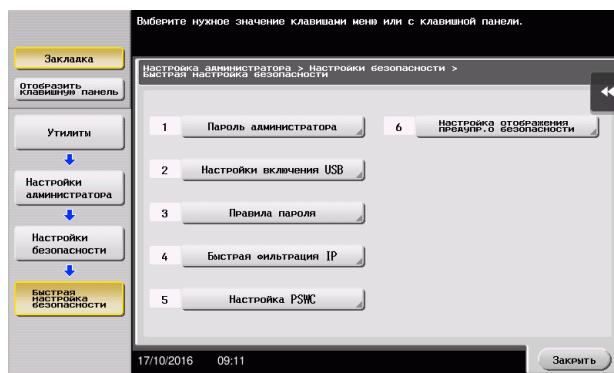 Выберите нужное значение клавишами меню или с клавишной панели.
Закладка
Отобразить
клавишную панель
Утилиты
Настройки
администратора
Настройки
безопасности
Быстрая
настройка
безопасности
Настройка администратора > Настройки безопасности >
Быстрая настройка безопасности
1 Пароль администратора
2 Настройки включения USB
3 Правила пароля
4 Быстрая фильтрация IP
5 Настройка PSWC
6 Настройка отображения
предупр.о безопасности
17/10/2016 09:11
Закрыть